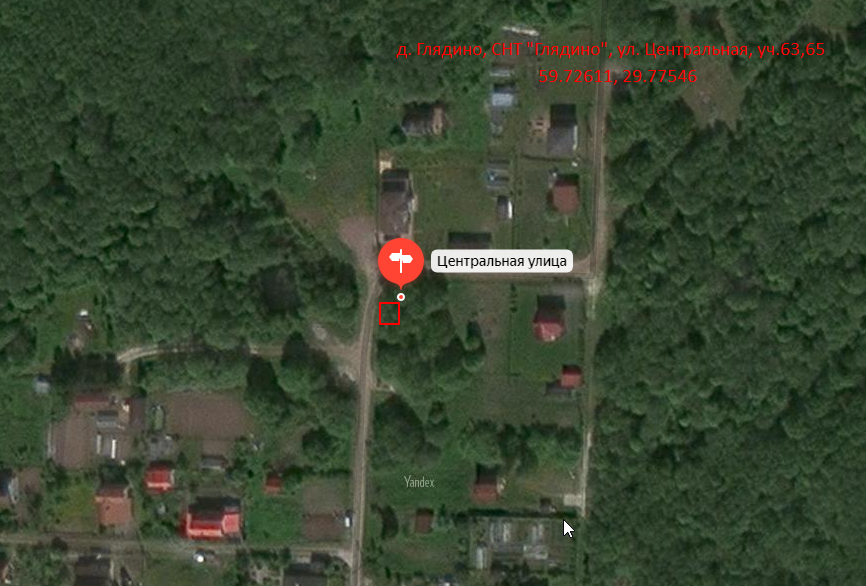 д. Глядино, СНТ "Глядино", ул. Центральная, уч.63,65
59.72611, 29.77546
Центральная улица
Yandex